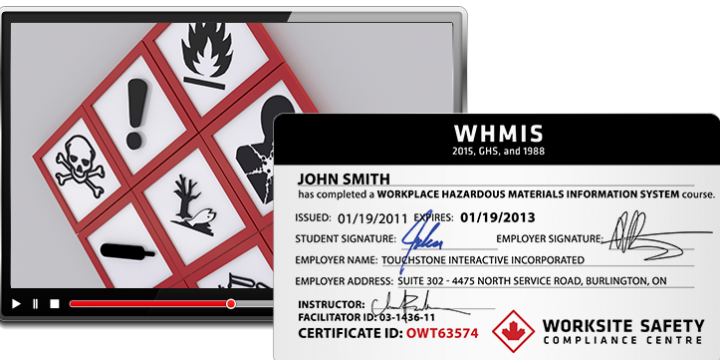 WHMIS
2015, GHS, and 1988
JOHN SMITH
has completed a WORKPLACE HAZARDOUS MATERIALS INFORMATION SYSTEM course.
ISSUED: 01/19/2011 EXPIRES: 01/19/2013
STUDENT SIGNATURE: John EMPLOYER SIGNATURE:
EMPLOYER NAME: TOUCHSTONE INTERACTIVE INCORPORATED
EMPLOYER ADDRESS: SUITE 302 - 4475 NORTH SERVICE ROAD, BURLINGTON, ON
INSTRUCTOR:
FACILITATOR ID: 03-1436-11
CERTIFICATE ID: OWT63574
WORKSITE SAFETY
COMPLIANCE CENTRE